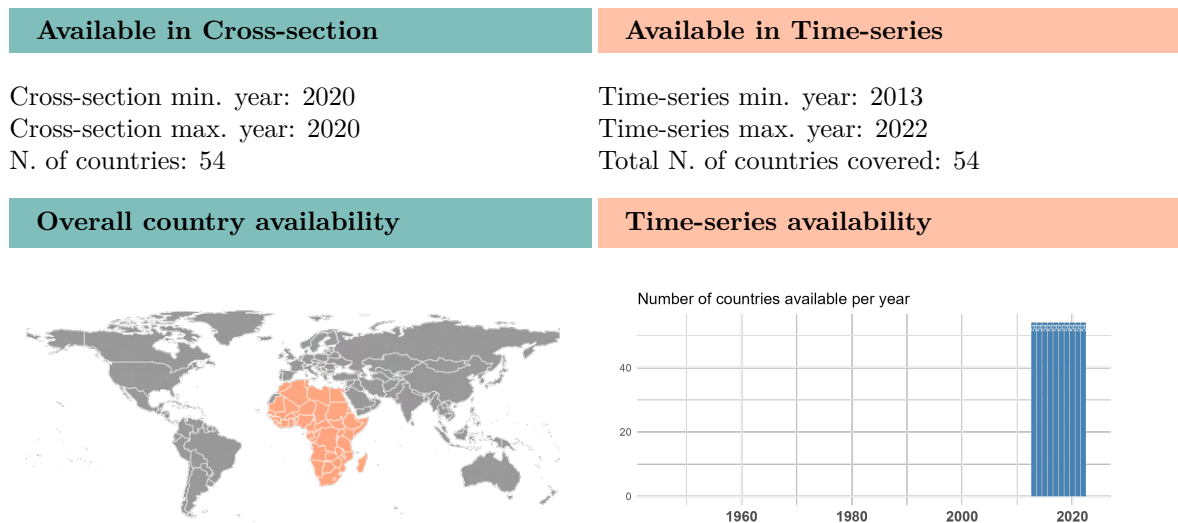 Available in Cross-section
Available in Time-series
Cross-section min. year: 2020
Cross-section max. year: 2020
N. of countries: 54
Time-series min. year: 2013
Time-series max. year: 2022
Total N. of countries covered: 54
Overall country availability
Time-series availability
Number of countries available per year
40
20
0
1960 1980 2000 2020